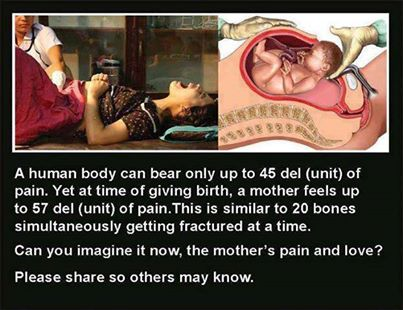 A human body can bear only up to 45 del (unit) of
pain. Yet at time of giving birth, a mother feels up
to 57 del (unit) of pain.This is similar to 20 bones
simultaneously getting fractured at a time.
Can you imagine it now, the mother's pain and love?
Please share so others may know.